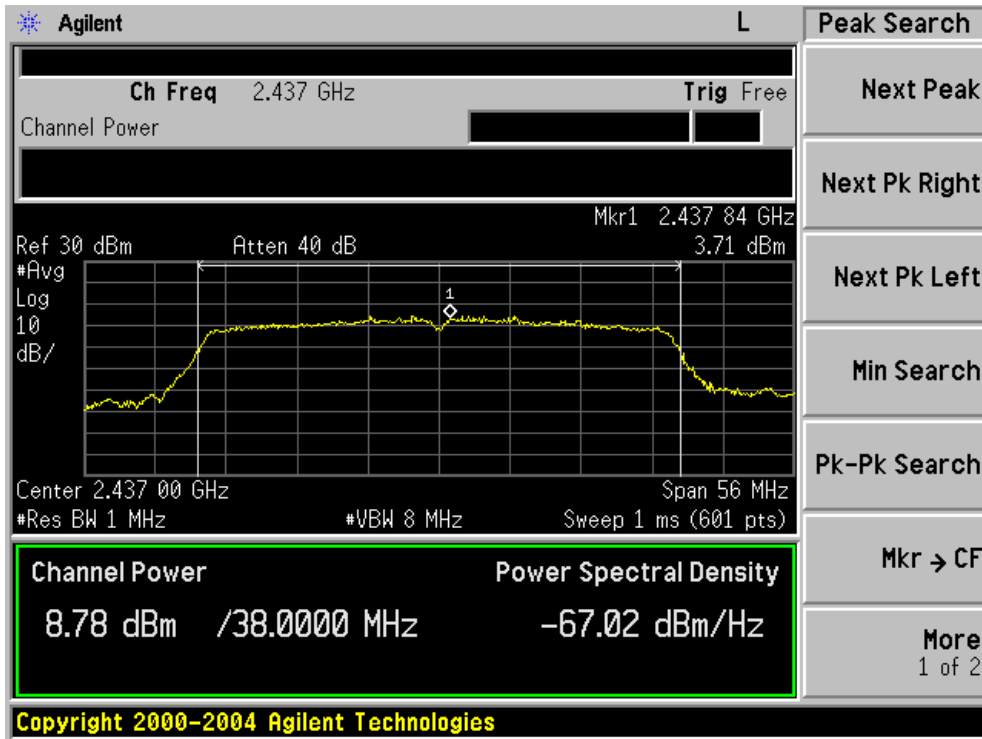 Agilent L Peak Search
Ch Freq 2.437 GHz Trig Free
Channel Power
Mkr1 2.437 84 GHz
Ref 30 dBm Atten 40 dB 3.71 dBm
#Avg
Log
10
dB/
1
Center 2.437 00 GHz Span 56 MHz
#Res BW 1 MHz #VBW 8 MHz Sweep 1 ms (601 pts)
Channel Power Power Spectral Density
8.78 dBm /38.0000 MHz -67.02 dBm/Hz
Copyright 2000-2004 Agilent Technologies
Next Peak
Next Pk Right
Next Pk Left
Min Search
Pk-Pk Search
Mkr → CF
More
1 of 2